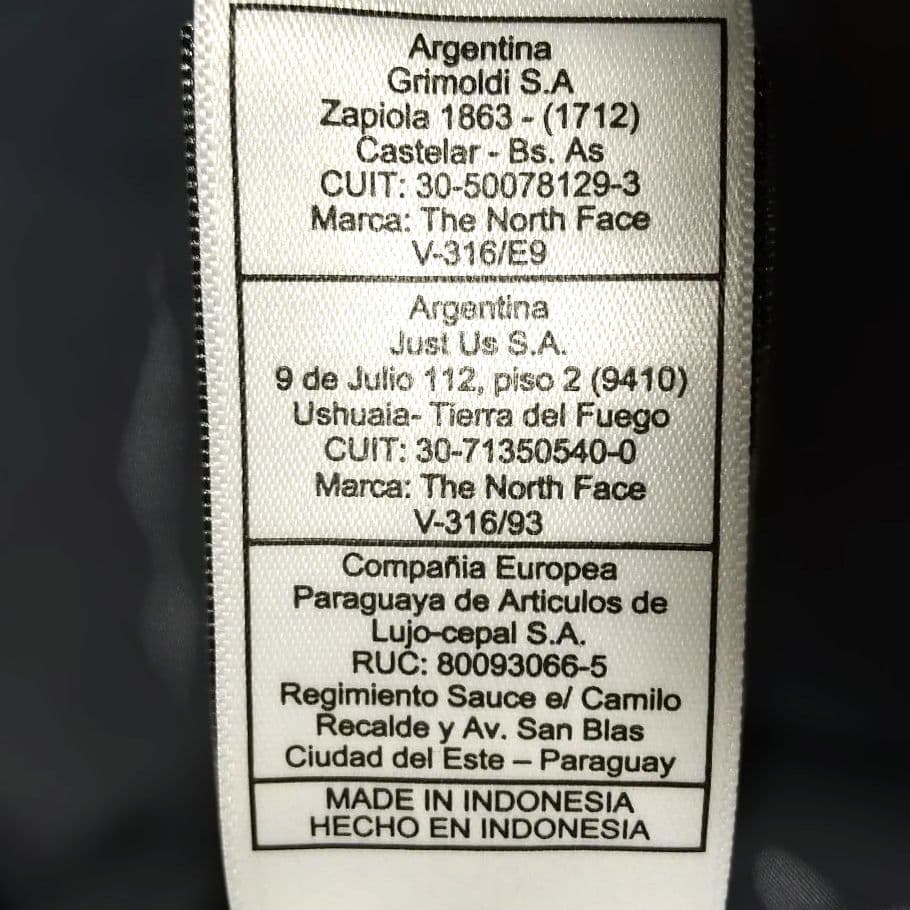 Argentina
Grimoldi S.A
Zapiola 1863 - (1712)
Castelar - Bs. As
CUIT: 30-50078129-3
Marca: The North Face
V-316/E9
Argentina
Just Us S.A.
9 de Julio 112, piso 2 (9410)
Ushuaia- Tierra del Fuego
CUIT: 30-71350540-0
Marca: The North Face
V-316/93
Compañia Europea
Paraguaya de Articulos de
Lujo-cepal S.A.
RUC: 80093066-5
Regimiento Sauce e/ Camilo
Recalde y Av. San Blas
Ciudad del Este – Paraguay
MADE IN INDONESIA
HECHO EN INDONESIA